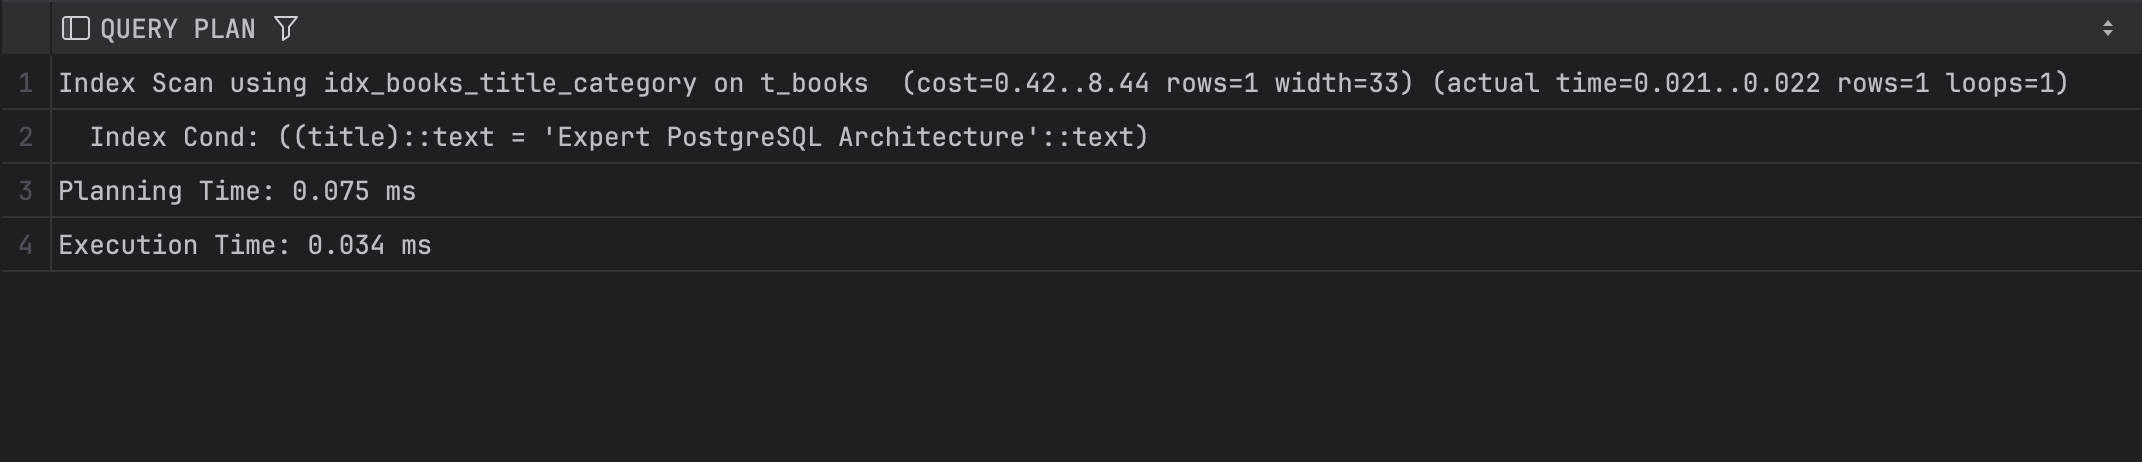 QUERY PLAN
1 Index Scan using idx_books_title_category on t_books  (cost=0.42..8.44 rows=1 width=33) (actual time=0.021..0.022 rows=1 loops=1)
2   Index Cond: ((title)::text = 'Expert PostgreSQL Architecture'::text)
3 Planning Time: 0.075 ms
4 Execution Time: 0.034 ms